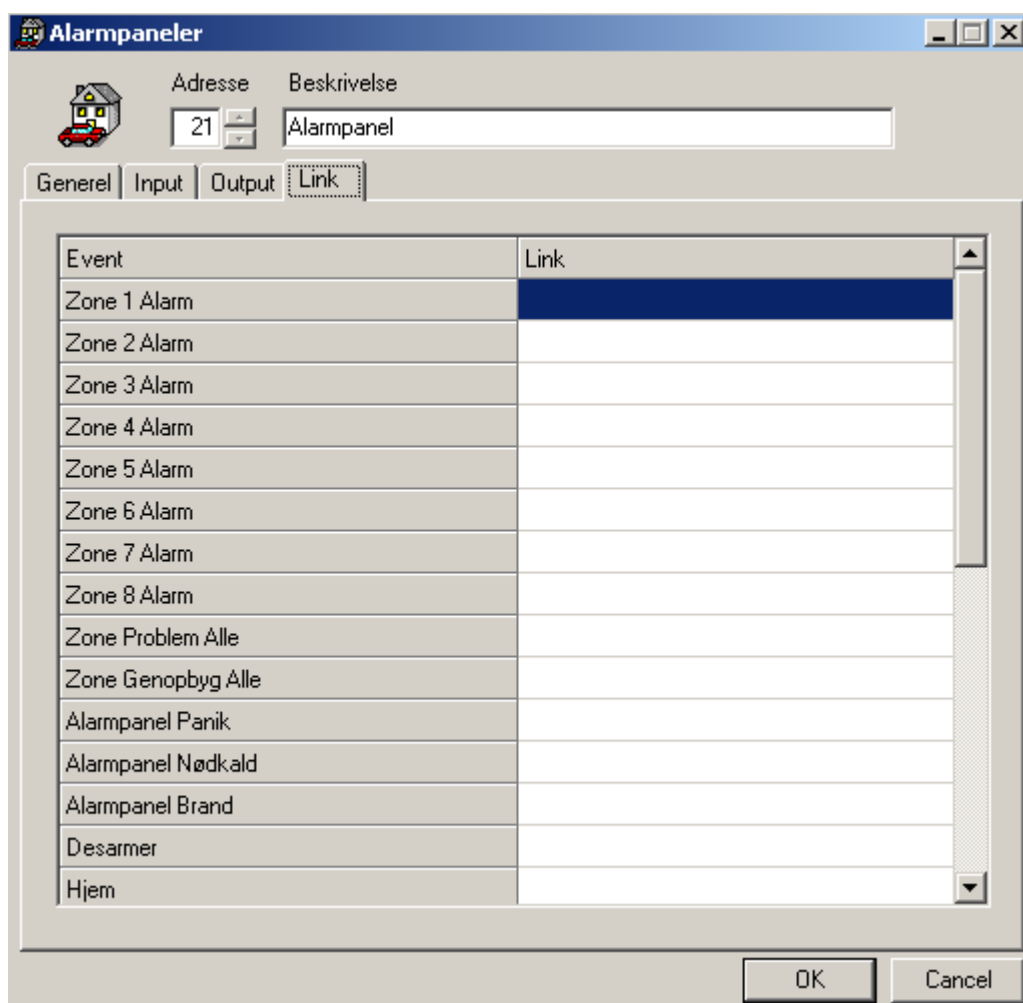 Alarmpaneler
Adresse Beskrivelse
21 Alarmpanel
Generel Input Output Link
Event Link
Zone 1 Alarm
Zone 2 Alarm
Zone 3 Alarm
Zone 4 Alarm
Zone 5 Alarm
Zone 6 Alarm
Zone 7 Alarm
Zone 8 Alarm
Zone Problem Alle
Zone Genopbyg Alle
Alarmpanel Panik
Alarmpanel Nødkald
Alarmpanel Brand
Desarmer
Hjem
OK Cancel